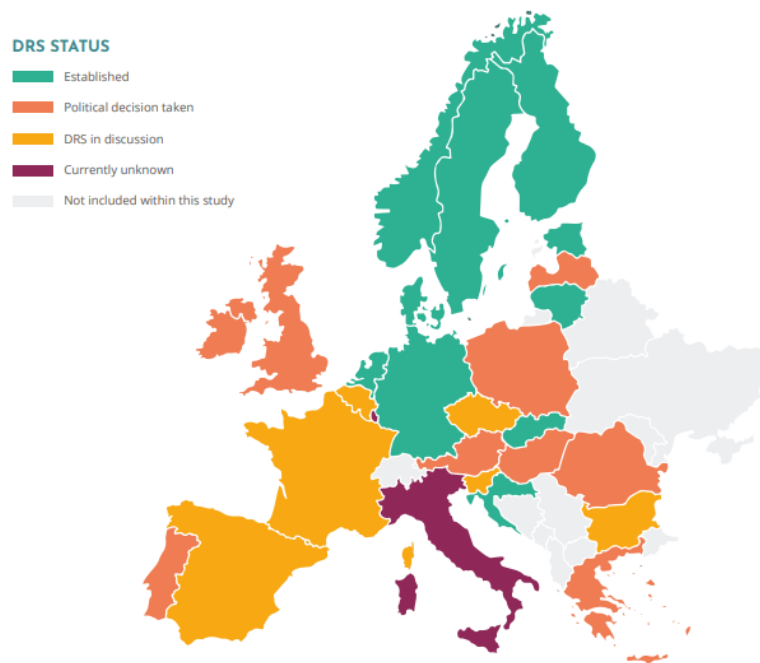 DRS STATUS
Established
Political decision taken
DRS in discussion
Currently unknown
Not included within this study